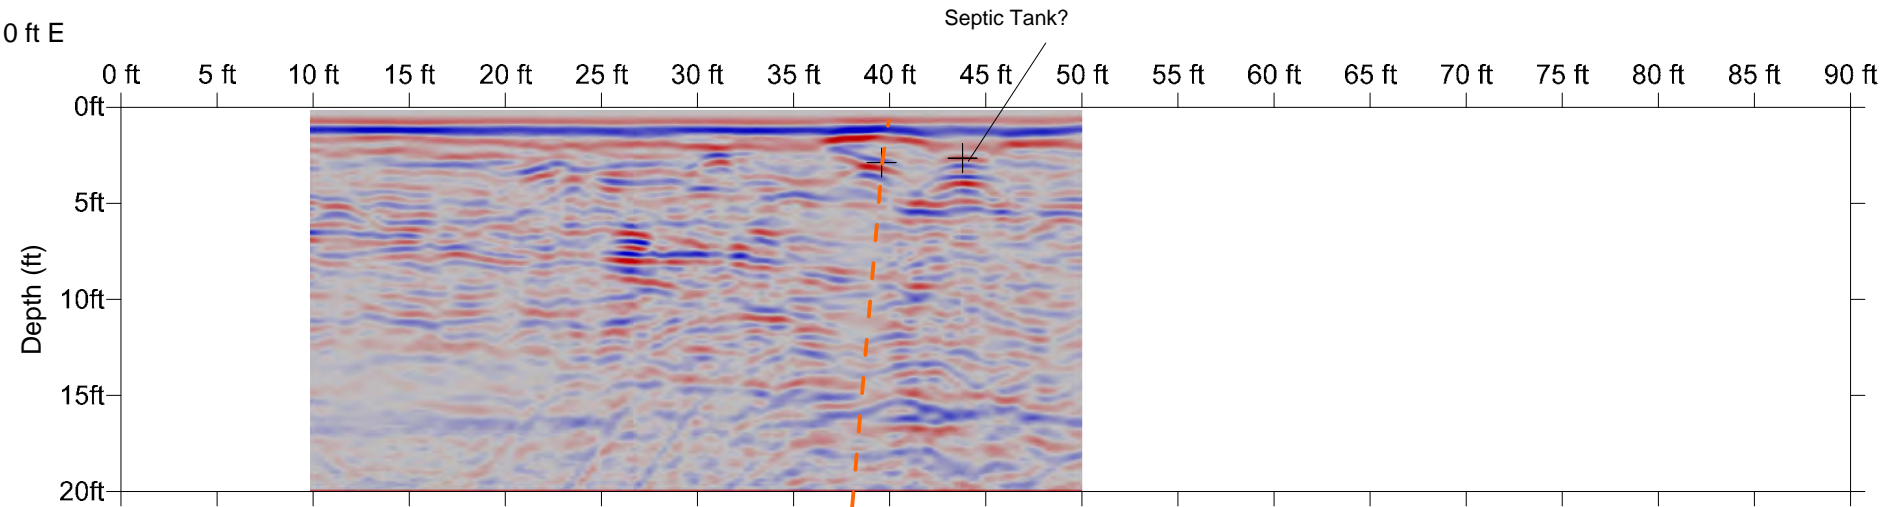 Septic Tank?
0 ft E
0 ft 5 ft 10 ft 15 ft 20 ft 25 ft 30 ft 35 ft 40 ft 45 ft 50 ft 55 ft 60 ft 65 ft 70 ft 75 ft 80 ft 85 ft 90 ft
0ft
5ft
10ft
15ft
20ft
Depth (ft)